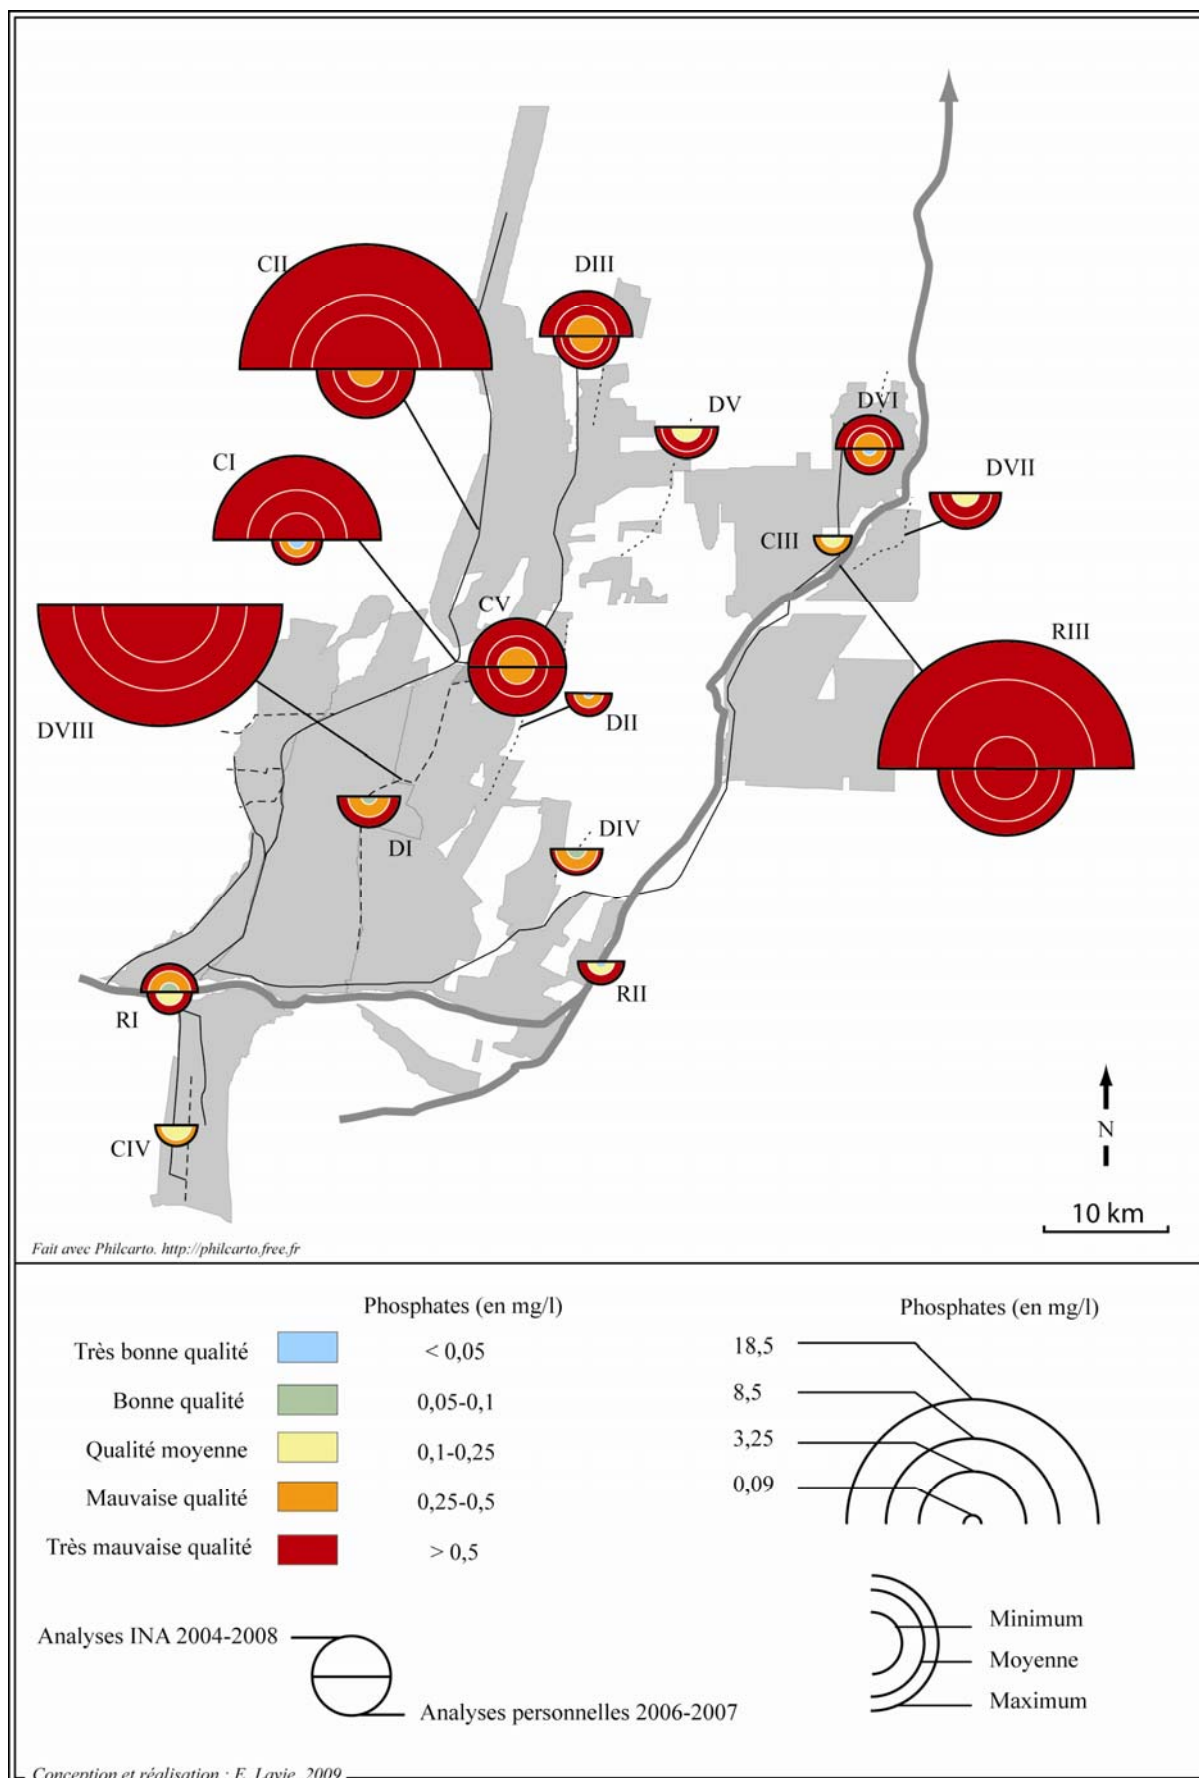 CII
DIII
DV
DVI
CI
DVII
CIII
CV
RIII
DII
DVIII
DIV
DI
RII
RI
N
CIV
10 km
Fait avec Philcarto. http://philcarto.free.fr
Phosphates (en mg/l)
Très bonne qualité < 0,05
Bonne qualité 0,05-0,1
Qualité moyenne 0,1-0,25
Mauvaise qualité 0,25-0,5
Très mauvaise qualité > 0,5
Phosphates (en mg/l)
18,5
8,5
3,25
0,09
Analyses INA 2004-2008
Analyses personnelles 2006-2007
Minimum
Moyenne
Maximum
Conception et réalisation : E. Lavie, 2009